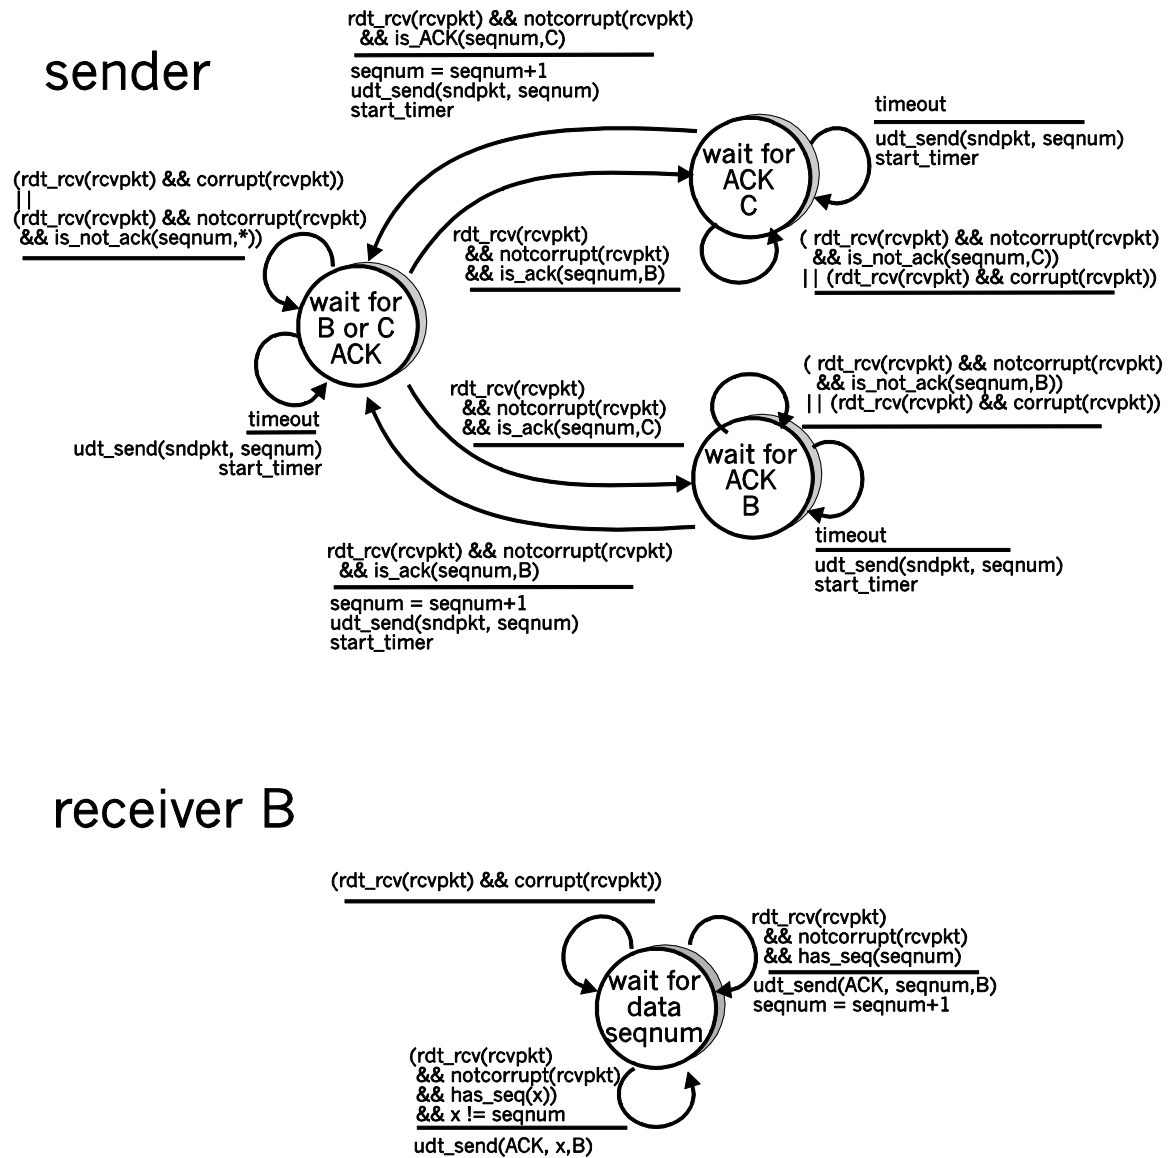 sender
rdt_rcv(rcvpkt) && notcorrupt(rcvpkt)
&& is_ACK(seqnum,C)
seqnum = seqnum+1
udt_send(sndpkt, seqnum)
start_timer
timeout
udt_send(sndpkt, seqnum)
start_timer
wait for
ACK
C
(rdt_rcv(rcvpkt) && corrupt(rcvpkt))
||
(rdt_rcv(rcvpkt) && notcorrupt(rcvpkt)
&& is_not_ack(seqnum,*))
rdt_rcv(rcvpkt)
&& notcorrupt(rcvpkt)
&& is_ack(seqnum,B)
( rdt_rcv(rcvpkt) && notcorrupt(rcvpkt)
&& is_not_ack(seqnum,C))
|| (rdt_rcv(rcvpkt) && corrupt(rcvpkt))
wait for
B or C
ACK
timeout
udt_send(sndpkt, seqnum)
start_timer
rdt_rcv(rcvpkt)
&& notcorrupt(rcvpkt)
&& is_ack(seqnum,C)
( rdt_rcv(rcvpkt) && notcorrupt(rcvpkt)
&& is_not_ack(seqnum,B))
|| (rdt_rcv(rcvpkt) && corrupt(rcvpkt))
wait for
ACK
B
timeout
udt_send(sndpkt, seqnum)
start_timer
rdt_rcv(rcvpkt) && notcorrupt(rcvpkt)
&& is_ack(seqnum,B)
seqnum = seqnum+1
udt_send(sndpkt, seqnum)
start_timer
receiver B
(rdt_rcv(rcvpkt) && corrupt(rcvpkt))
rdt_rcv(rcvpkt)
&& notcorrupt(rcvpkt)
&& has_seq(seqnum)
udt_send(ACK, seqnum,B)
seqnum = seqnum+1
wait for
data
seqnum
(rdt_rcv(rcvpkt)
&& notcorrupt(rcvpkt)
&& has_seq(x))
&& x != seqnum
udt_send(ACK, x,B)